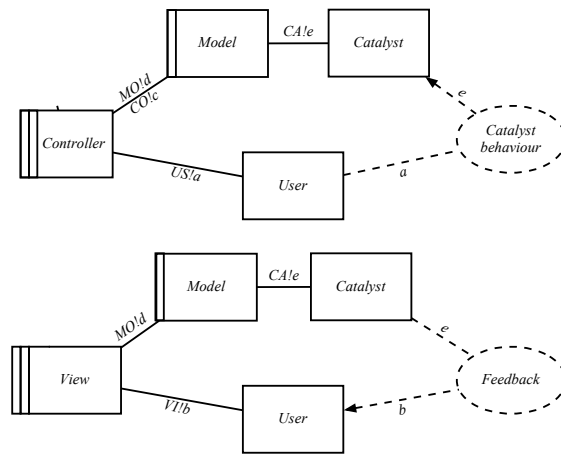 Model
CA!e
Catalyst
MO!d
CO!c
e
Controller
Catalyst
behaviour
US!a
User
a
Model
CA!e
Catalyst
MO!d
e
View
Feedback
VI!b
User
b